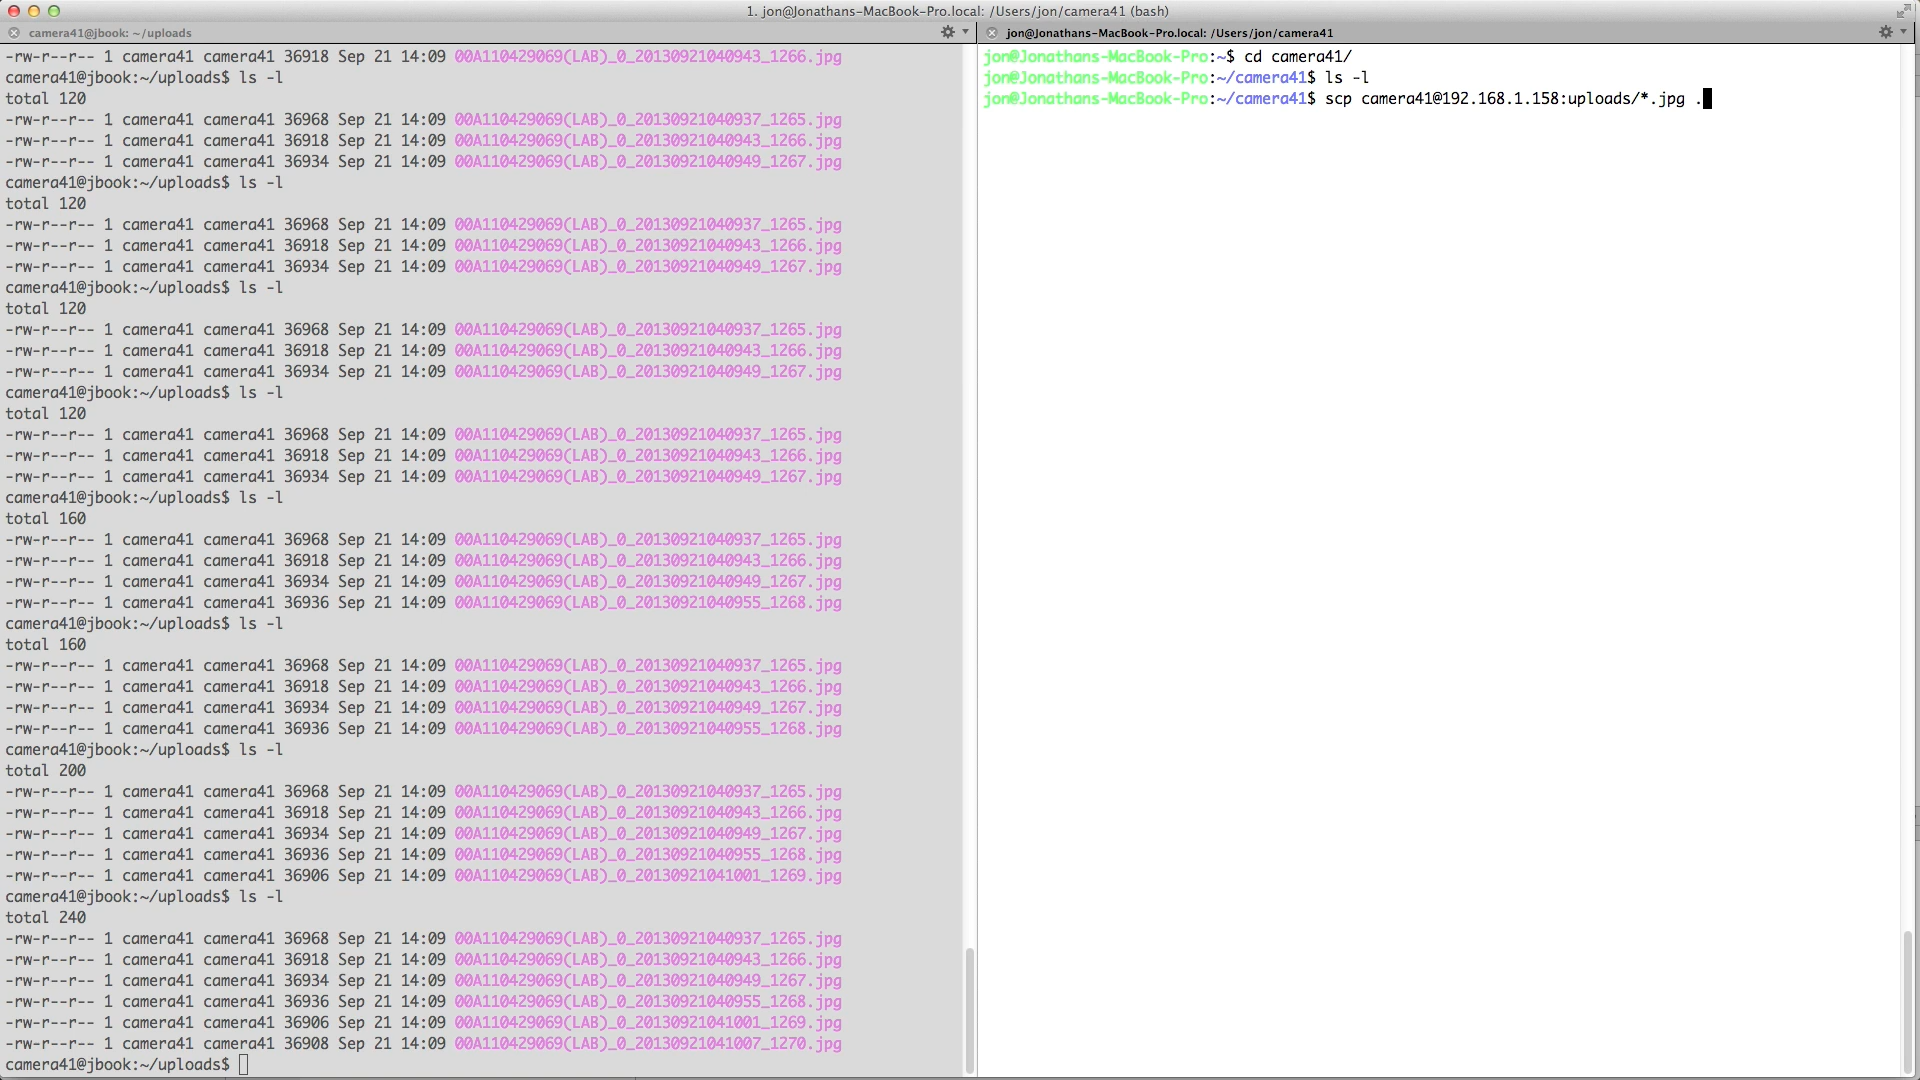 1. jon@Jonathans-MacBook-Pro.local: /Users/jon/camera41 (bash)
camera41@jbook: ~/uploads
-rw-r--r-- 1 camera41 camera41 36918 Sep 21 14:09 00A110429069(LAB)_0_20130921040943_1266.jpg
camera41@jbook:~/uploads$ ls -l
total 120
-rw-r--r-- 1 camera41 camera41 36968 Sep 21 14:09 00A110429069(LAB)_0_20130921040937_1265.jpg
-rw-r--r-- 1 camera41 camera41 36918 Sep 21 14:09 00A110429069(LAB)_0_20130921040943_1266.jpg
-rw-r--r-- 1 camera41 camera41 36934 Sep 21 14:09 00A110429069(LAB)_0_20130921040949_1267.jpg
camera41@jbook:~/uploads$ ls -l
total 120
-rw-r--r-- 1 camera41 camera41 36968 Sep 21 14:09 00A110429069(LAB)_0_20130921040937_1265.jpg
-rw-r--r-- 1 camera41 camera41 36918 Sep 21 14:09 00A110429069(LAB)_0_20130921040943_1266.jpg
-rw-r--r-- 1 camera41 camera41 36934 Sep 21 14:09 00A110429069(LAB)_0_20130921040949_1267.jpg
camera41@jbook:~/uploads$ ls -l
total 120
-rw-r--r-- 1 camera41 camera41 36968 Sep 21 14:09 00A110429069(LAB)_0_20130921040937_1265.jpg
-rw-r--r-- 1 camera41 camera41 36918 Sep 21 14:09 00A110429069(LAB)_0_20130921040943_1266.jpg
-rw-r--r-- 1 camera41 camera41 36934 Sep 21 14:09 00A110429069(LAB)_0_20130921040949_1267.jpg
camera41@jbook:~/uploads$ ls -l
total 120
-rw-r--r-- 1 camera41 camera41 36968 Sep 21 14:09 00A110429069(LAB)_0_20130921040937_1265.jpg
-rw-r--r-- 1 camera41 camera41 36918 Sep 21 14:09 00A110429069(LAB)_0_20130921040943_1266.jpg
-rw-r--r-- 1 camera41 camera41 36934 Sep 21 14:09 00A110429069(LAB)_0_20130921040949_1267.jpg
camera41@jbook:~/uploads$ ls -l
total 160
-rw-r--r-- 1 camera41 camera41 36968 Sep 21 14:09 00A110429069(LAB)_0_20130921040937_1265.jpg
-rw-r--r-- 1 camera41 camera41 36918 Sep 21 14:09 00A110429069(LAB)_0_20130921040943_1266.jpg
-rw-r--r-- 1 camera41 camera41 36934 Sep 21 14:09 00A110429069(LAB)_0_20130921040949_1267.jpg
-rw-r--r-- 1 camera41 camera41 36936 Sep 21 14:09 00A110429069(LAB)_0_20130921040955_1268.jpg
camera41@jbook:~/uploads$ ls -l
total 160
-rw-r--r-- 1 camera41 camera41 36968 Sep 21 14:09 00A110429069(LAB)_0_20130921040937_1265.jpg
-rw-r--r-- 1 camera41 camera41 36918 Sep 21 14:09 00A110429069(LAB)_0_20130921040943_1266.jpg
-rw-r--r-- 1 camera41 camera41 36934 Sep 21 14:09 00A110429069(LAB)_0_20130921040949_1267.jpg
-rw-r--r-- 1 camera41 camera41 36936 Sep 21 14:09 00A110429069(LAB)_0_20130921040955_1268.jpg
camera41@jbook:~/uploads$ ls -l
total 200
-rw-r--r-- 1 camera41 camera41 36968 Sep 21 14:09 00A110429069(LAB)_0_20130921040937_1265.jpg
-rw-r--r-- 1 camera41 camera41 36918 Sep 21 14:09 00A110429069(LAB)_0_20130921040943_1266.jpg
-rw-r--r-- 1 camera41 camera41 36934 Sep 21 14:09 00A110429069(LAB)_0_20130921040949_1267.jpg
-rw-r--r-- 1 camera41 camera41 36936 Sep 21 14:09 00A110429069(LAB)_0_20130921040955_1268.jpg
-rw-r--r-- 1 camera41 camera41 36906 Sep 21 14:09 00A110429069(LAB)_0_20130921041001_1269.jpg
camera41@jbook:~/uploads$ ls -l
total 240
-rw-r--r-- 1 camera41 camera41 36968 Sep 21 14:09 00A110429069(LAB)_0_20130921040937_1265.jpg
-rw-r--r-- 1 camera41 camera41 36918 Sep 21 14:09 00A110429069(LAB)_0_20130921040943_1266.jpg
-rw-r--r-- 1 camera41 camera41 36934 Sep 21 14:09 00A110429069(LAB)_0_20130921040949_1267.jpg
-rw-r--r-- 1 camera41 camera41 36936 Sep 21 14:09 00A110429069(LAB)_0_20130921040955_1268.jpg
-rw-r--r-- 1 camera41 camera41 36906 Sep 21 14:09 00A110429069(LAB)_0_20130921041001_1269.jpg
-rw-r--r-- 1 camera41 camera41 36908 Sep 21 14:09 00A110429069(LAB)_0_20130921041007_1270.jpg
camera41@jbook:~/uploads$
jon@Jonathans-MacBook-Pro.local: /Users/jon/camera41
jon@Jonathans-MacBook-Pro:~$ cd camera41/
jon@Jonathans-MacBook-Pro:~/camera41$ ls -l
jon@Jonathans-MacBook-Pro:~/camera41$ scp camera41@192.168.1.158:uploads/*.jpg .